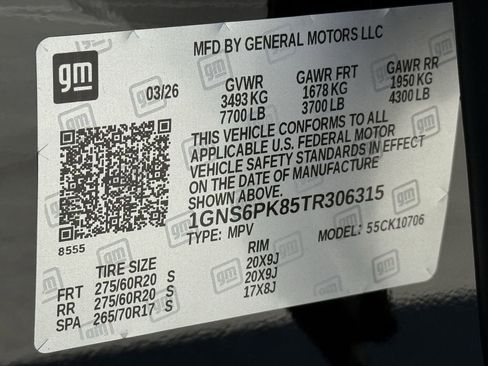 MFD BY GENERAL MOTORS LLC
gm
03/26
GVWR GAWR FRT GAWR RR
3493 KG 1678 KG 1950 KG
7700 LB 3700 LB 4300 LB
THIS VEHICLE CONFORMS TO ALL
APPLICABLE U.S. FEDERAL MOTOR
VEHICLE SAFETY STANDARDS IN EFFECT
ON THE DATE OF MANUFACTURE
SHOWN ABOVE.
1GNS6PK85TR306315
TYPE: MPV MODEL: 55CK10706
8555
TIRE SIZE RIM
FRT 275/60R20 S 20X9J
RR 275/60R20 S 20X9J
SPA 265/70R17 S 17X8J